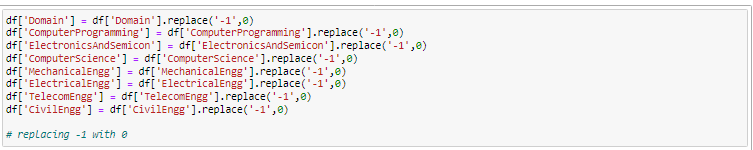 df['Domain'] = df['Domain'].replace('-1',0)
df['ComputerProgramming'] = df['ComputerProgramming'].replace('-1',0)
df['ElectronicsAndSemicon'] = df['ElectronicsAndSemicon'].replace('-1',0)
df['ComputerScience'] = df['ComputerScience'].replace('-1',0)
df['MechanicalEngg'] = df['MechanicalEngg'].replace('-1',0)
df['ElectricalEngg'] = df['ElectricalEngg'].replace('-1',0)
df['TelecomEngg'] = df['TelecomEngg'].replace('-1',0)
df['CivilEngg'] = df['CivilEngg'].replace('-1',0)
# replacing -1 with 0